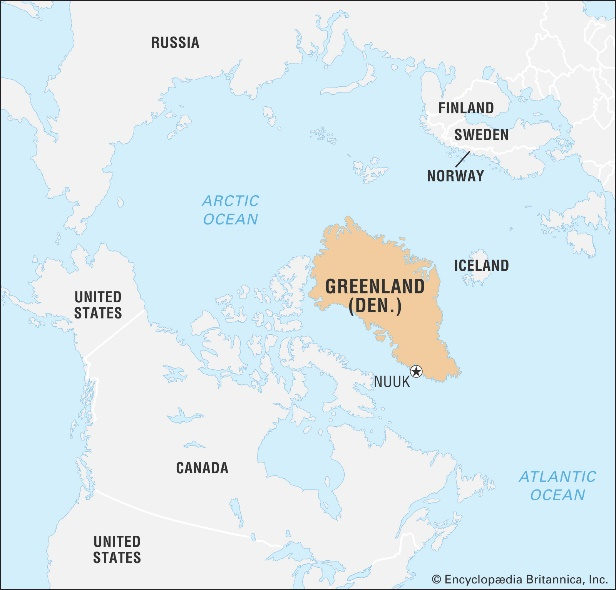 RUSSIA
FINLAND
SWEDEN
NORWAY
ARCTIC
OCEAN
ICELAND
GREENLAND
(DEN.)
UNITED
STATES
NUUK
CANADA
ATLANTIC
OCEAN
UNITED
STATES
© Encyclopædia Britannica, Inc.